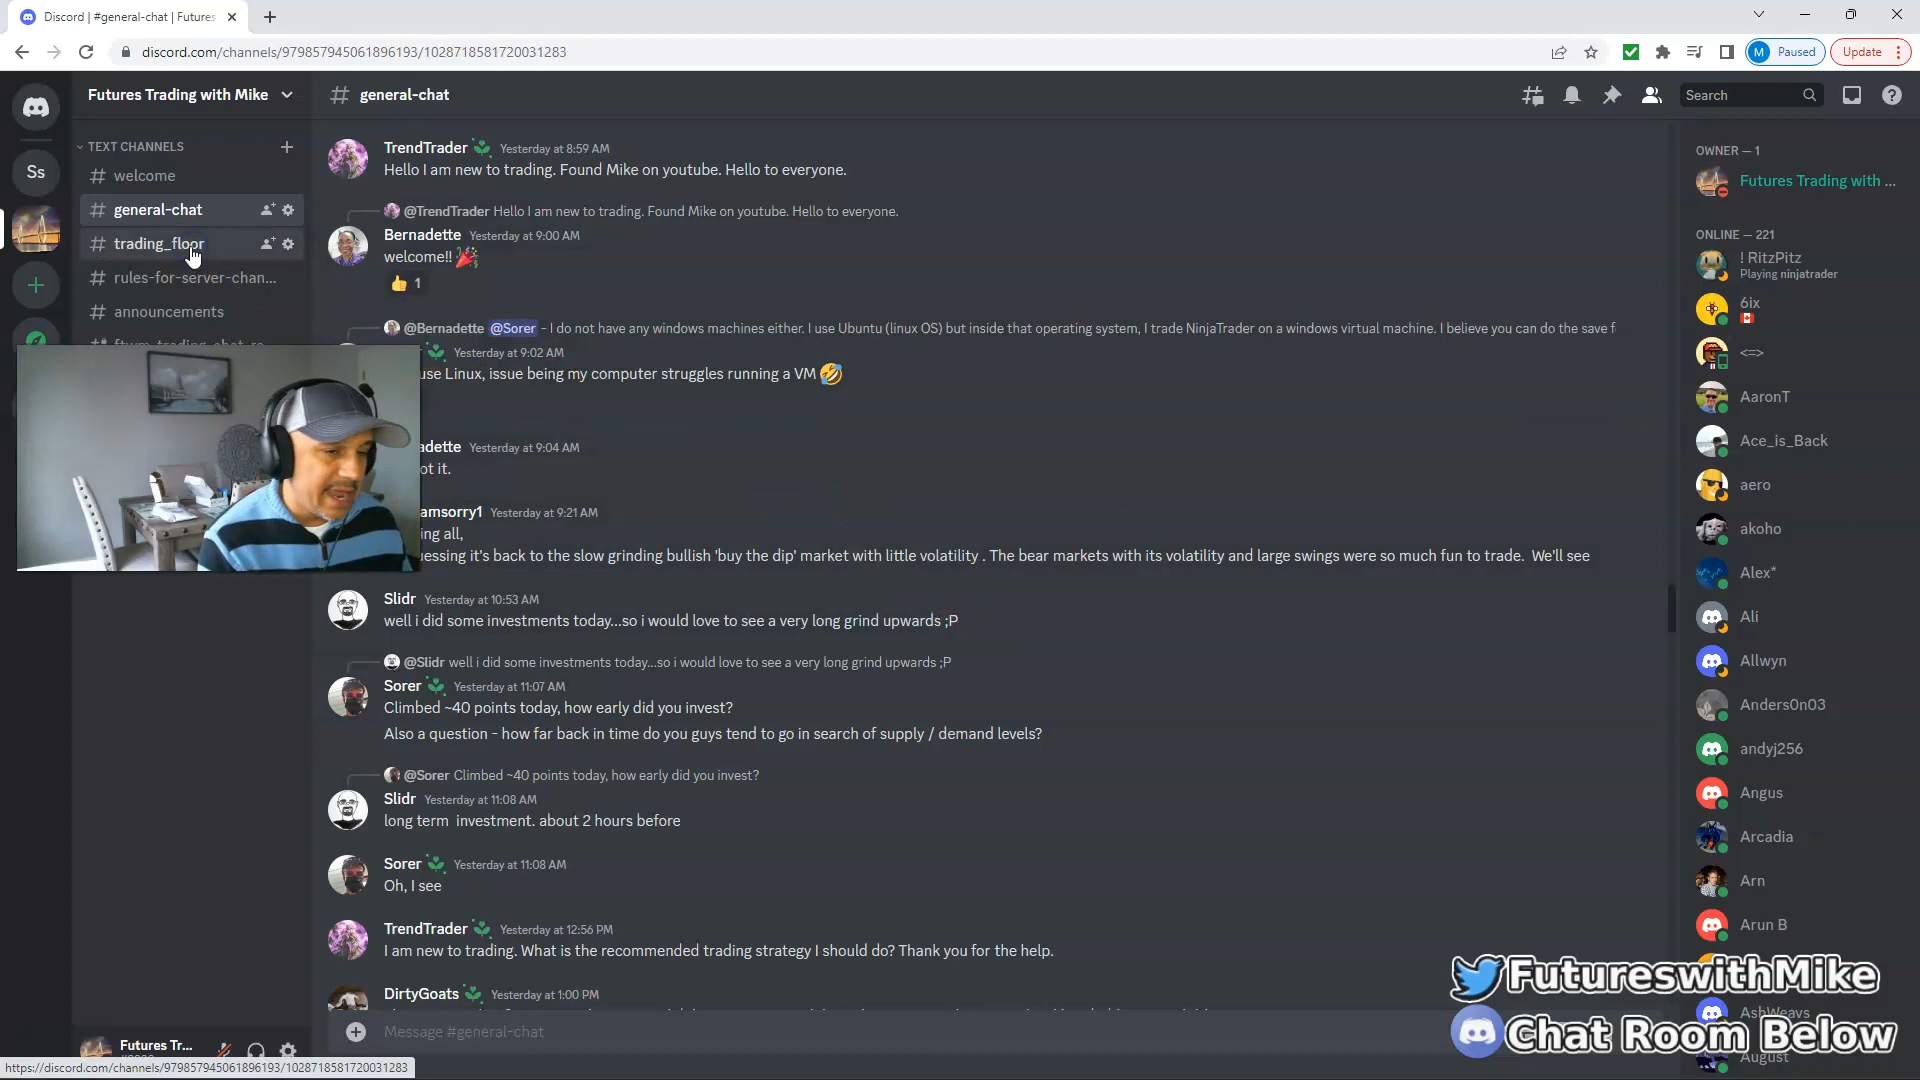 Discord | #general-chat | Futures
discord.com/channels/979857945061896193/1028718581720031283
M Paused
Update
Futures Trading with Mike
# general-chat
Search
TEXT CHANNELS
# welcome
# general-chat
# trading_floor
# rules-for-server-chan...
# announcements
Ss
TrendTrader Yesterday at 8:59 AM
Hello I am new to trading. Found Mike on youtube. Hello to everyone.
@TrendTrader Hello I am new to trading. Found Mike on youtube. Hello to everyone.
Bernadette Yesterday at 9:00 AM
welcome!! 🎉
👍 1
@Bernadette @Sorer - I do not have any windows machines either. I use Ubuntu (linux OS) but inside that operating system, I trade NinjaTrader on a windows virtual machine. I believe you can do the save f
Yesterday at 9:02 AM
use Linux, issue being my computer struggles running a VM 🤣
adette Yesterday at 9:04 AM
ot it.
amsorry1 Yesterday at 9:21 AM
ing all,
uessing it's back to the slow grinding bullish 'buy the dip' market with little volatility . The bear markets with its volatility and large swings were so much fun to trade. We'll see
Slidr Yesterday at 10:53 AM
well i did some investments today...so i would love to see a very long grind upwards ;P
@Slidr well i did some investments today...so i would love to see a very long grind upwards ;P
Sorer Yesterday at 11:07 AM
Climbed ~40 points today, how early did you invest?
Also a question - how far back in time do you guys tend to go in search of supply / demand levels?
@Sorer Climbed ~40 points today, how early did you invest?
Slidr Yesterday at 11:08 AM
long term investment. about 2 hours before
Sorer Yesterday at 11:08 AM
Oh, I see
TrendTrader Yesterday at 12:56 PM
I am new to trading. What is the recommended trading strategy I should do? Thank you for the help.
DirtyGoats Yesterday at 1:00 PM
Message #general-chat
OWNER — 1
Futures Trading with ...
ONLINE — 221
! RitzPitz
Playing ninjatrader
6ix
<=>
AaronT
Ace_is_Back
aero
akoho
Alex*
Ali
Allwyn
Anders0n03
andyj256
Angus
Arcadia
Arn
Arun B
AshWeavs
August
FutureswithMike
Chat Room Below
Futures Tr...
https://discord.com/channels/979857945061896193/1028718581720031283